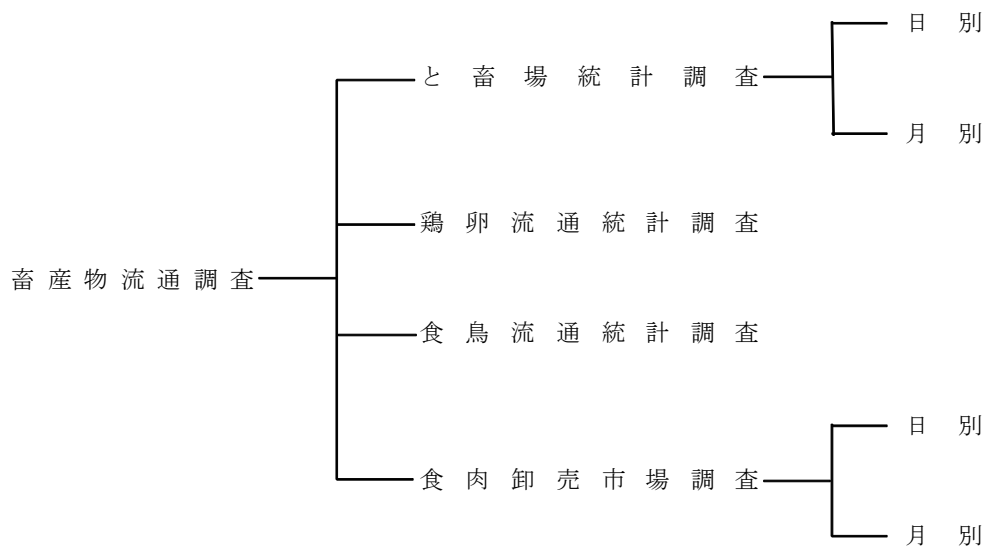 日別
と畜場統計調査
月別
鶏卵流通統計調査
畜産物流通調査
食鳥流通統計調査
日別
食肉卸売市場調査
月別